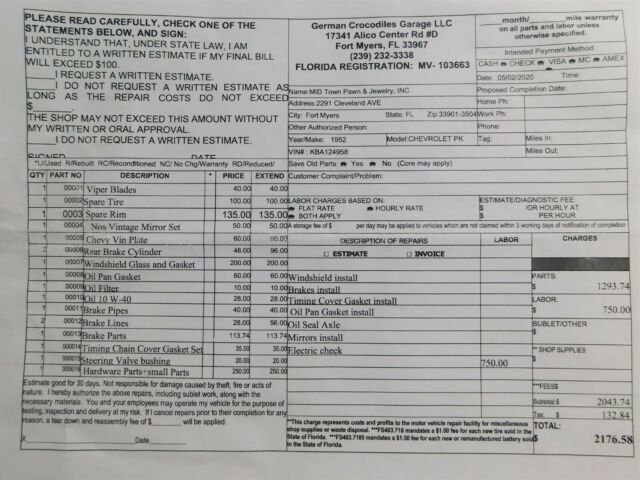 PLEASE READ CAREFULLY, CHECK ONE OF THE
STATEMENTS BELOW, AND SIGN:
I UNDERSTAND THAT, UNDER STATE LAW, I AM
ENTITLED TO A WRITTEN ESTIMATE IF MY FINAL BILL
WILL EXCEED $100.
_____I REQUEST A WRITTEN ESTIMATE.
_____I DO NOT REQUEST A WRITTEN ESTIMATE AS
LONG AS THE REPAIR COSTS DO NOT EXCEED
$_______.
THE SHOP MAY NOT EXCEED THIS AMOUNT WITHOUT
MY WRITTEN OR ORAL APPROVAL.
_____I DO NOT REQUEST A WRITTEN ESTIMATE.
SIGNED DATE
German Crocodiles Garage LLC
17341 Alico Center Rd #D
Fort Myers, FL 33967
(239) 232-3338
FLORIDA REGISTRATION: MV- 103663
____month/____mile warranty
on all parts and labor unless
otherwise specified.
Intended Payment Method:
CASH CHECK VISA MC AMEX
Date: 05/02/2020 Time:
Name:MID Town Pawn & Jewelry, INC Proposed Completion Date:
Address:2291 Cleveland AVE Home Ph:
City: Fort Myers State: FL Zip:33901-3504 Work Ph:
Other Authorized Person: Phone:
Year/Make: 1952 Model:CHEVROLET PK Tag: Miles In:
VIN#: KBA124958 Miles Out:
*U/Used R/Rebuilt RC/Reconditioned NC/ No Chg/Warranty RD/Reduced/
Save Old Parts: Yes No (Core may apply)
QTY PART NO DESCRIPTION * PRICE EXTEND
Customer Complaint/Problem:
1 00001 Viper Blades 40.00 40.00
1 00002 Spare Tire 100.00 100.00
1 0003 Spare Rim 135.00 135.00
1 00004 Nos Vintage Mirror Set 50.00 50.00
1 00005 Chevy Vin Plate 60.00 60.00
2 00006 Rear Brake Cylinder 48.00 96.00
1 00007 Windshield Glass and Gasket 200.00 200.00
1 00008 Oil Pan Gasket 60.00 60.00
1 00009 Oil Filter 10.00 10.00
1 00010 Oil 10 W-40 28.00 28.00
1 00011 Brake Pipes 40.00 40.00
2 00012 Brake Lines 28.00 56.00
1 00013 Brake Parts 113.74 113.74
1 00014 Timing Chain Cover Gasket Set 35.00 35.00
1 00015 Steering Valve bushing 20.00 20.00
1 00016 Hardware Parts+small Parts 250.00 250.00
LABOR CHARGES BASED ON:
FLAT RATE HOURLY RATE
BOTH APPLY
ESTIMATE/DIAGNOSTIC FEE:
$ /OR HOURLY AT
$ PER HOUR
A storage fee of $ per day may be applied to vehicles which are not claimed within 3 working days of notification of completion
DESCRIPTION OF REPAIRS LABOR CHARGES
ESTIMATE INVOICE
Windshield install
Brakes install
Timing Cover Gasket install
Oil Pan Gasket install
Oil Seal Axle
Mirrors install
Electric check
750.00
PARTS:
$ 1293.74
LABOR:
$ 750.00
SUBLET/OTHER
$
** SHOP SUPPLIES
$
***FEES$
Subtotal $ 2043.74
Tax: $ 132.84
TOTAL:
$ 2176.58
Estimate good for 30 days. Not responsible for damage caused by theft, fire or acts of
nature. I hereby authorize the above repairs, including sublet work, along with the
necessary materials. You and your employees may operate my vehicle for the purpose of
testing, inspection and delivery at my risk. If I cancel repairs prior to their completion for any
reason, a tear down and reassembly fee of $______ will be applied.
X____________________Date_______
**This charge represents costs and profits to the motor vehicle repair facility for miscellaneous
shop supplies or waste disposal. ***FS403.718 mandates a $1.00 fee for each new tire sold in the
State of Florida. ***FS403.7185 mandates a $1.50 fee for each new or remanufactured battery sold
in the State of Florida.